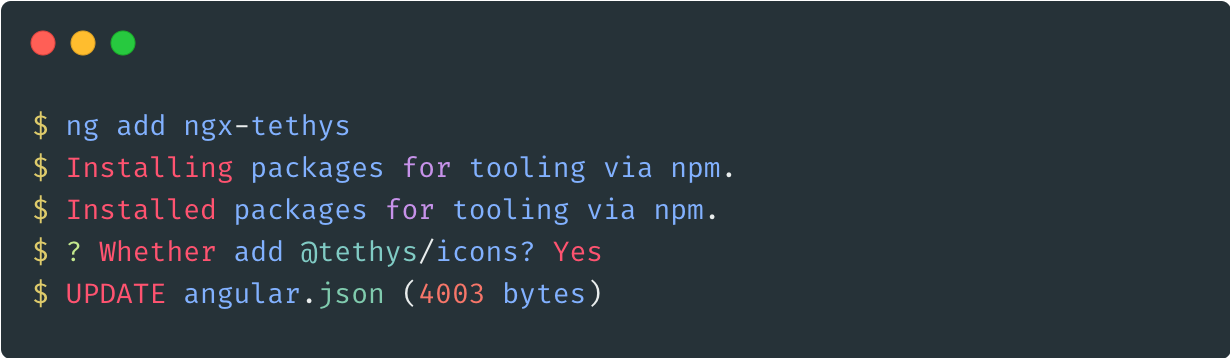 $ ng add ngx-tethys
$ Installing packages for tooling via npm.
$ Installed packages for tooling via npm.
$ ? Whether add @tethys/icons? Yes
$ UPDATE angular.json (4003 bytes)